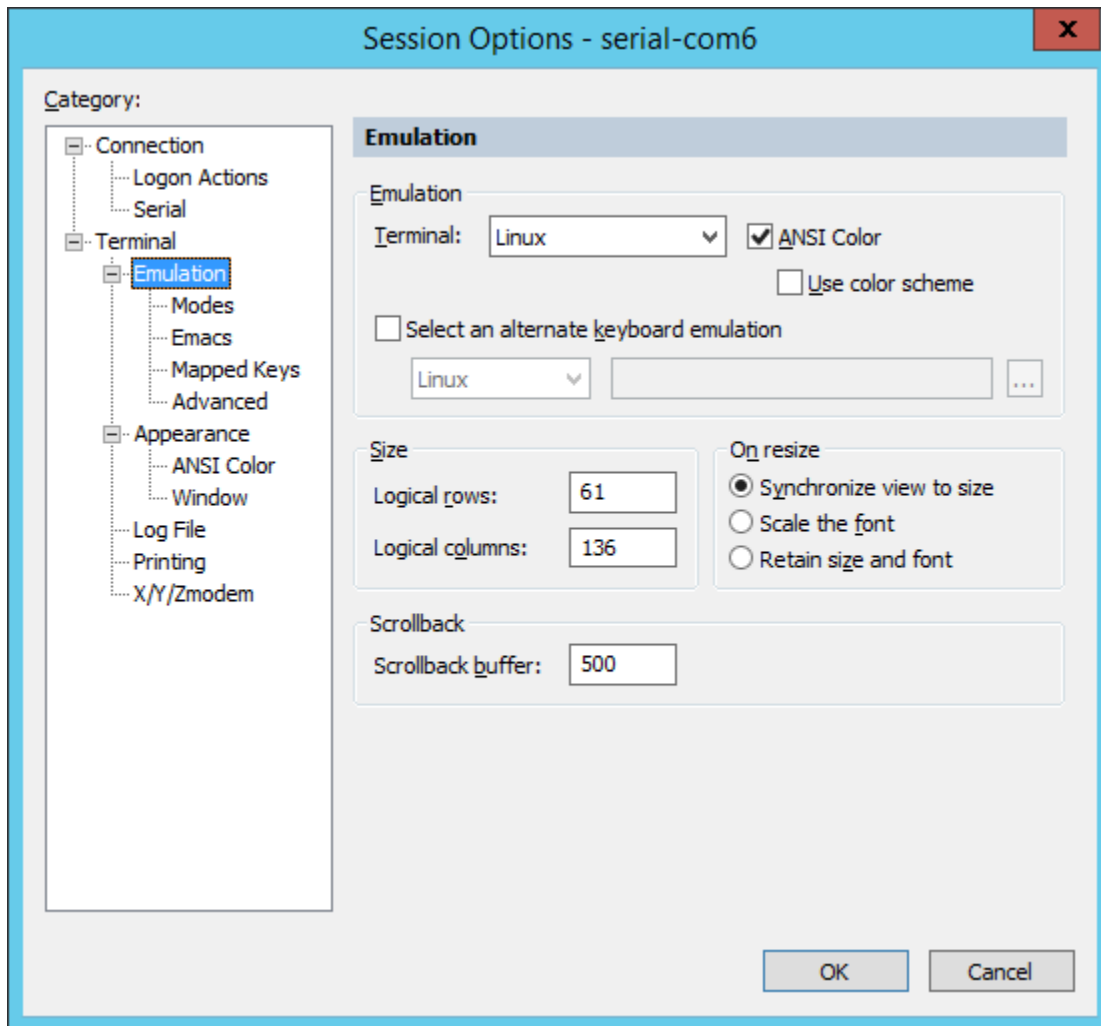 Session Options - serial-com6
x
Category:
Connection
Logon Actions
Serial
Terminal
Emulation
Modes
Emacs
Mapped Keys
Advanced
Appearance
ANSI Color
Window
Log File
Printing
X/Y/Zmodem
Emulation
Emulation
Terminal: Linux ANSI Color
Use color scheme
Select an alternate keyboard emulation
Linux ...
Size
Logical rows: 61
Logical columns: 136
On resize
Synchronize view to size
Scale the font
Retain size and font
Scrollback
Scrollback buffer: 500
OK Cancel